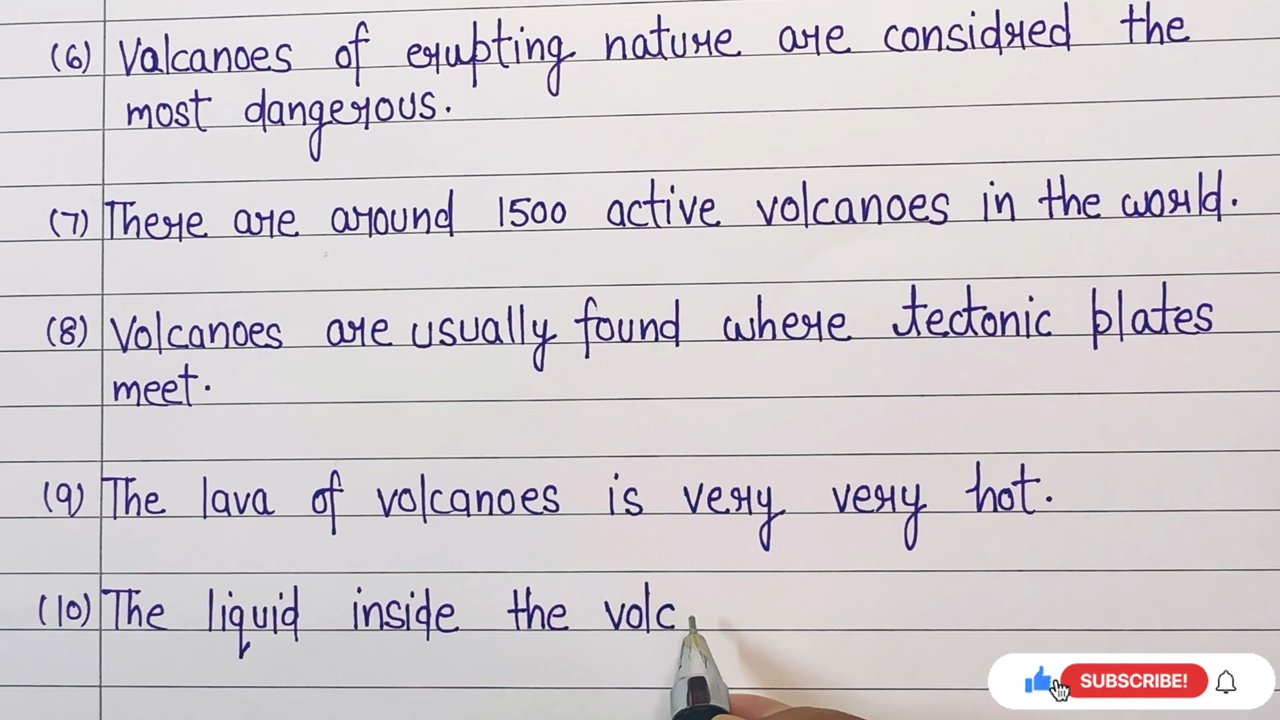 (6) Volcanoes of erupting nature are considred the
most dangerous.
(7) There are around 1500 active volcanoes in the world.
(8) Volcanoes are usually found where tectonic plates
meet.
(9) The lava of volcanoes is very very hot.
(10) The liquid inside the volc
SUBSCRIBE!